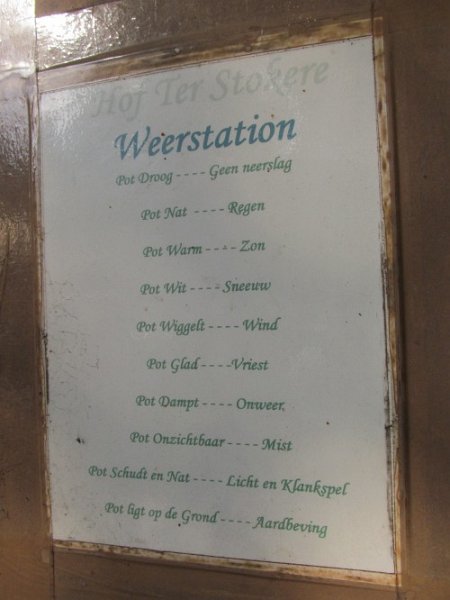 Hof Ter Stokere
Weerstation
Pot Droog ---- Geen neerslag
Pot Nat ---- Regen
Pot Warm ---- Zon
Pot Wit ---- Sneeuw
Pot Wiggelt ---- Wind
Pot Glad ---- Vriest
Pot Dampt ---- Onweer,
Pot Onzichtbaar ---- Mist
Pot Schudt en Nat ---- Licht en Klankspel
Pot ligt op de Grond ---- Aardbeving